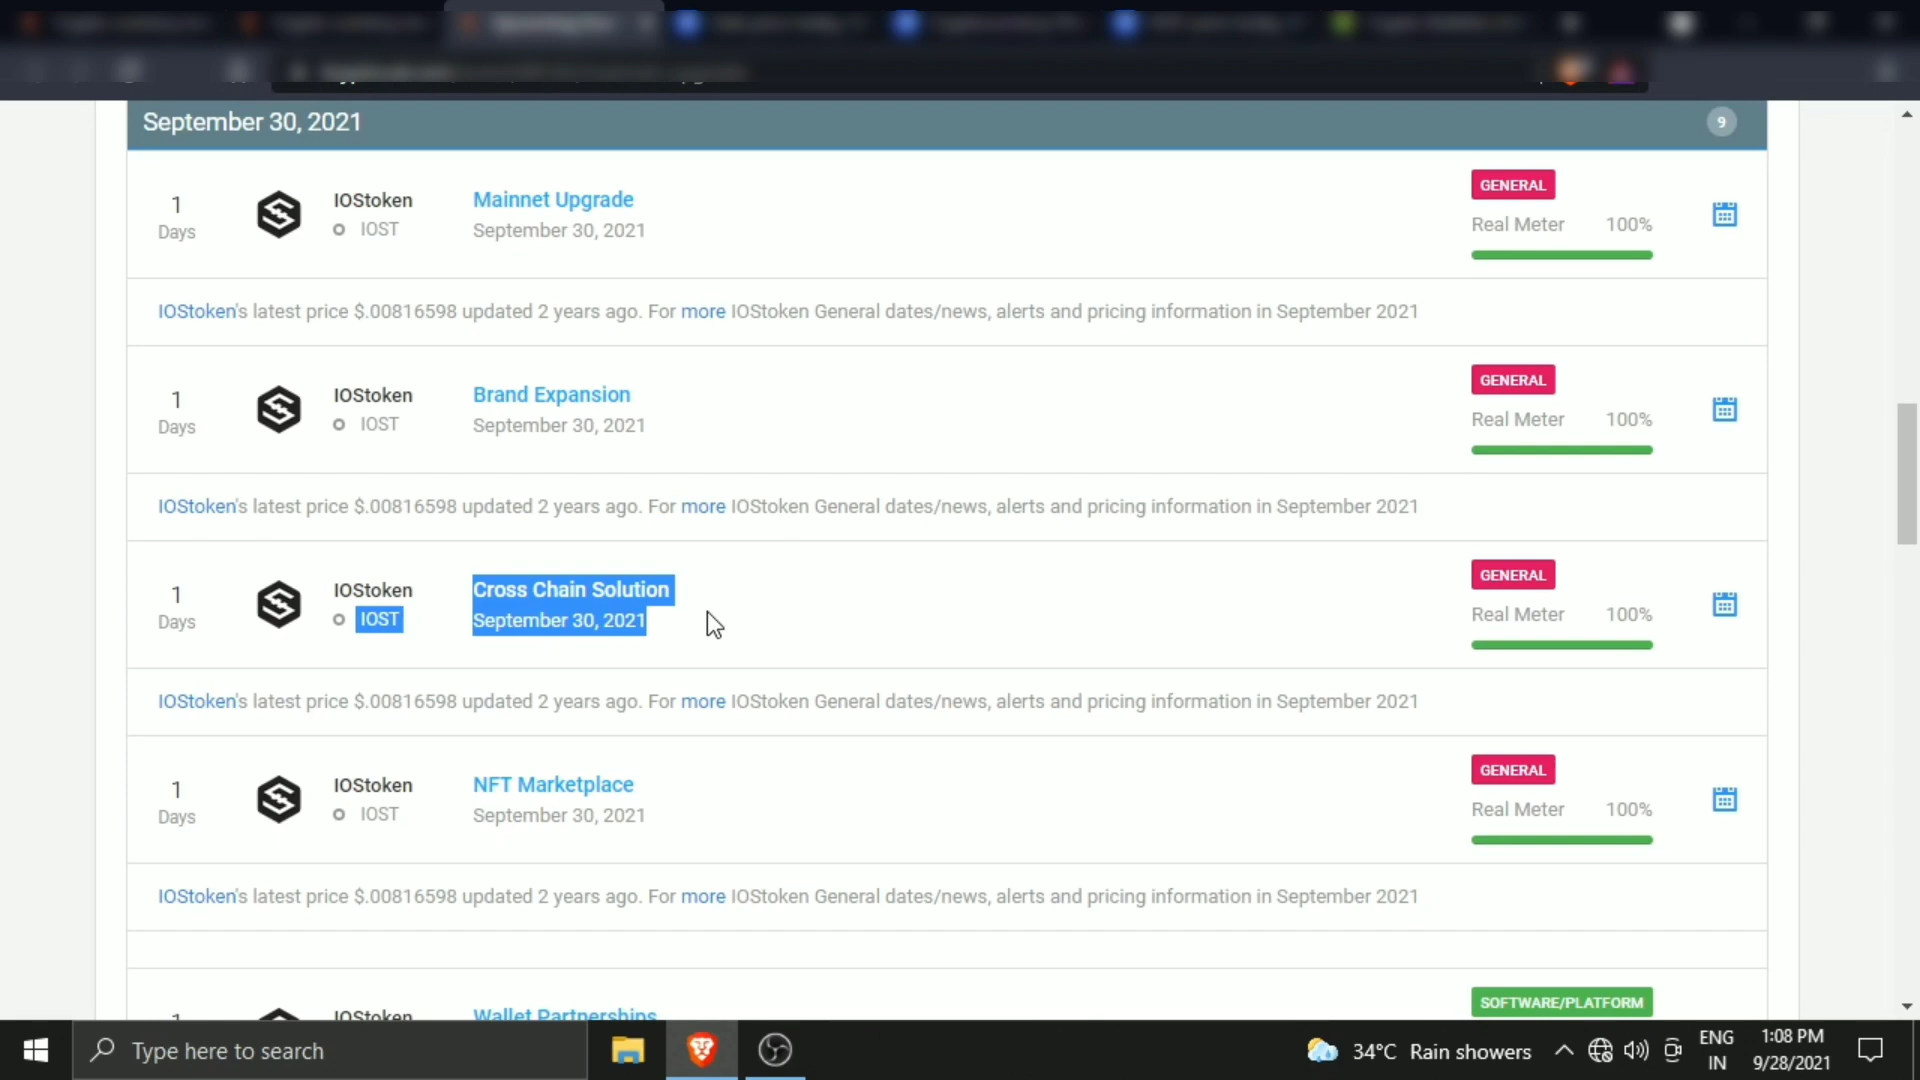 September 30, 2021
9
1
Days
IOStoken
IOST
Mainnet Upgrade
September 30, 2021
GENERAL
Real Meter 100%
IOStoken's latest price $.00816598 updated 2 years ago. For more IOStoken General dates/news, alerts and pricing information in September 2021
1
Days
IOStoken
IOST
Brand Expansion
September 30, 2021
GENERAL
Real Meter 100%
IOStoken's latest price $.00816598 updated 2 years ago. For more IOStoken General dates/news, alerts and pricing information in September 2021
1
Days
IOStoken
IOST
Cross Chain Solution
September 30, 2021
GENERAL
Real Meter 100%
IOStoken's latest price $.00816598 updated 2 years ago. For more IOStoken General dates/news, alerts and pricing information in September 2021
1
Days
IOStoken
IOST
NFT Marketplace
September 30, 2021
GENERAL
Real Meter 100%
IOStoken's latest price $.00816598 updated 2 years ago. For more IOStoken General dates/news, alerts and pricing information in September 2021
1
IOStoken
Wallet Partnerships
SOFTWARE/PLATFORM
Type here to search
34°C Rain showers
ENG
IN
1:08 PM
9/28/2021